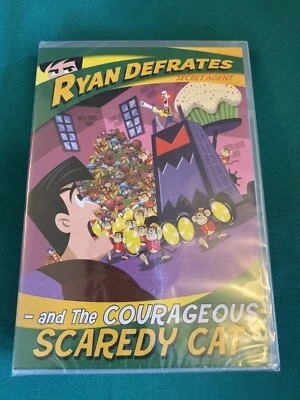 RYAN DEFRATES
SECRET AGENT
- and The COURAGEOUS
SCAREDY CAT